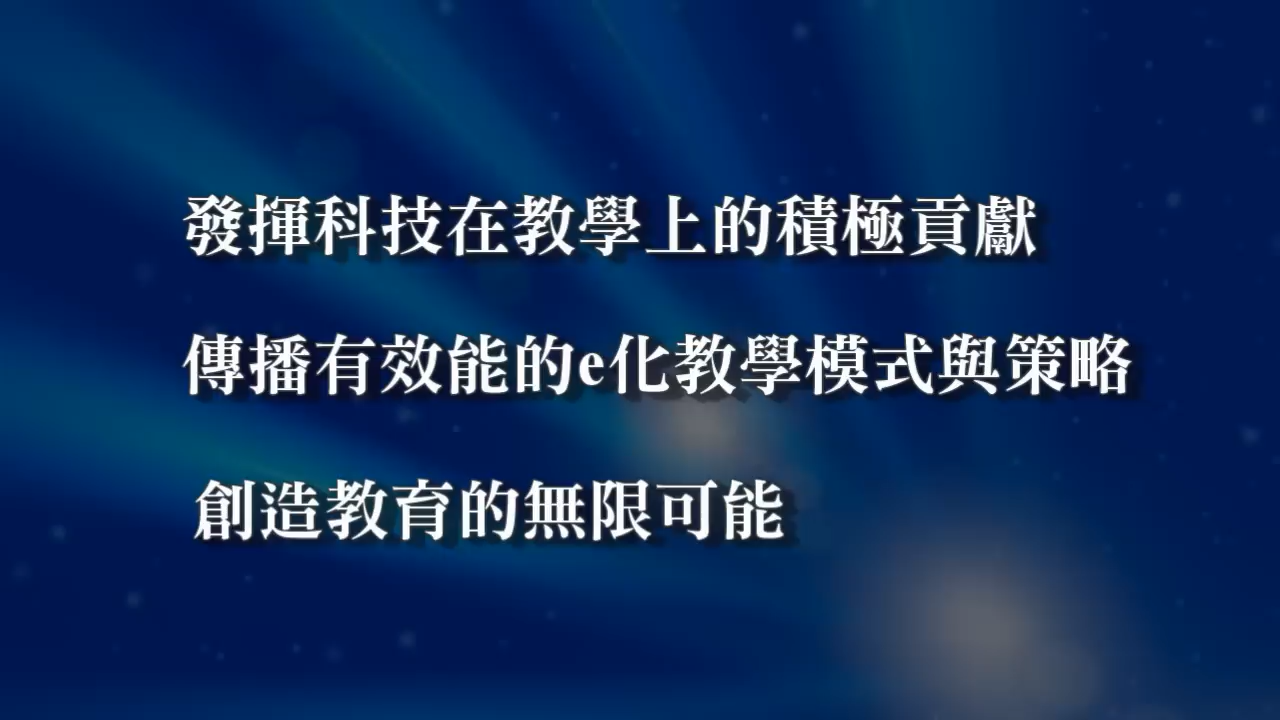 發揮科技在教學上的積極貢獻
傳播有效能的e化教學模式與策略
創造教育的無限可能